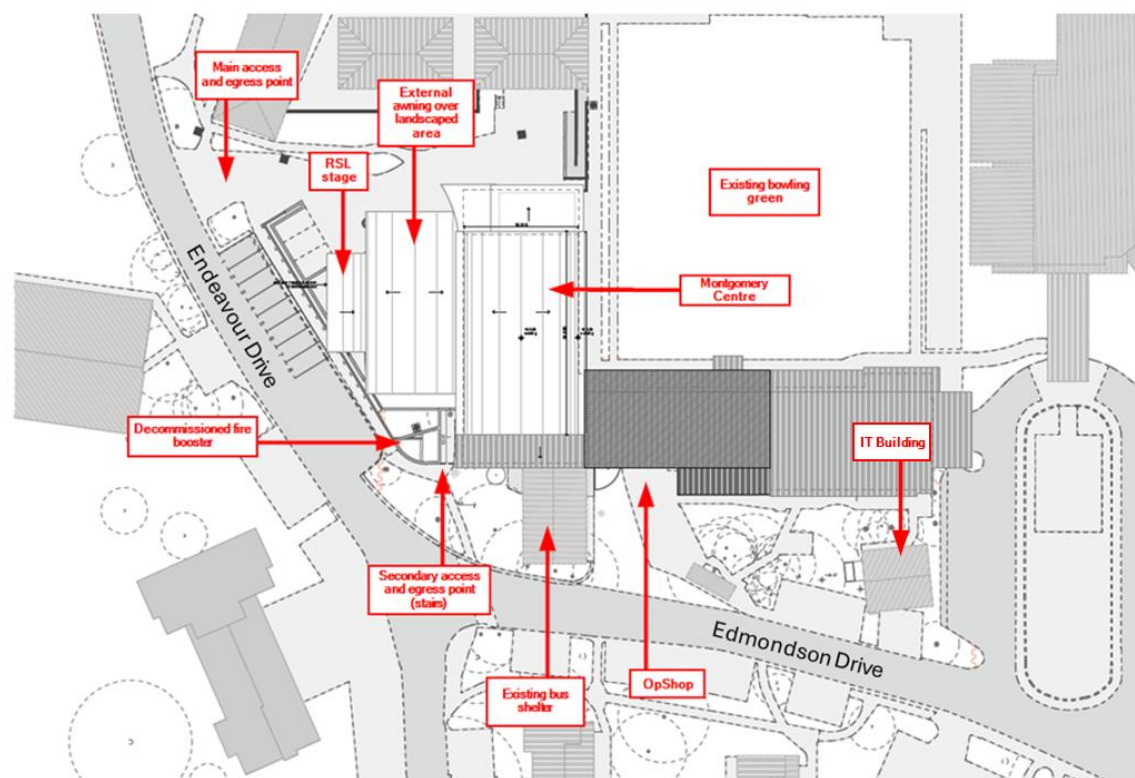 Main access
and egress point
External
awning over
landscaped
area
RSL
stage
Existing bowling
green
Endeavour Drive
Montgomery
Centre
Decommissioned fire
booster
IT Building
Secondary access
and egress point
(stairs)
Edmondson Drive
Existing bus
shelter
OpShop